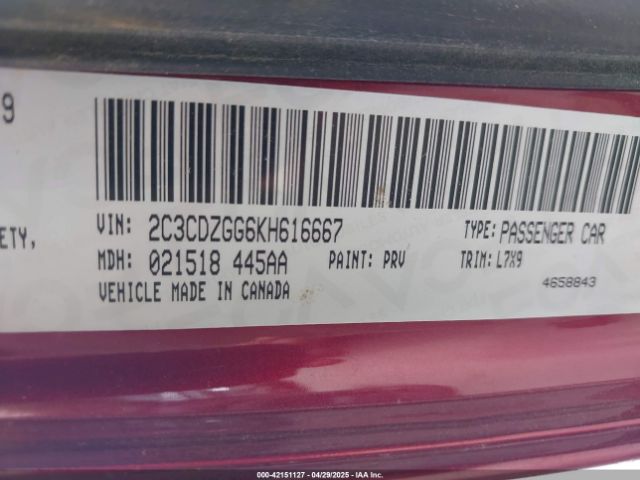 9
ETY,
VIN: 2C3CDZGG6KH616667
TYPE: PASSENGER CAR
MDH: 021518 445AA
PAINT: PRV
TRIM: L7X9
VEHICLE MADE IN CANADA
4658843
000-42151127 04/29/2025 - IAA Inc.